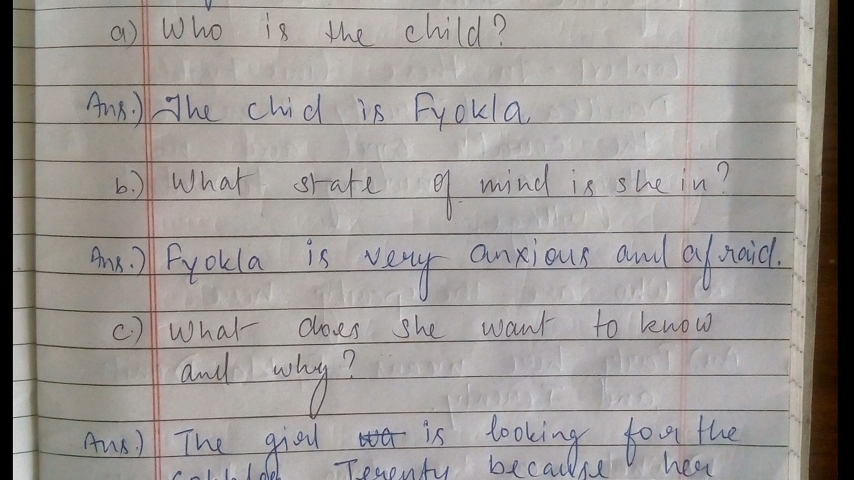 a) Who is the child?
Ans.) The chid is Fyokla.
b.) What state of mind is she in?
Ans.) Fyokla is very anxious and afraid.
c.) What does she want to know
and why?
Ans.) The girl is looking for the
Terenty because her